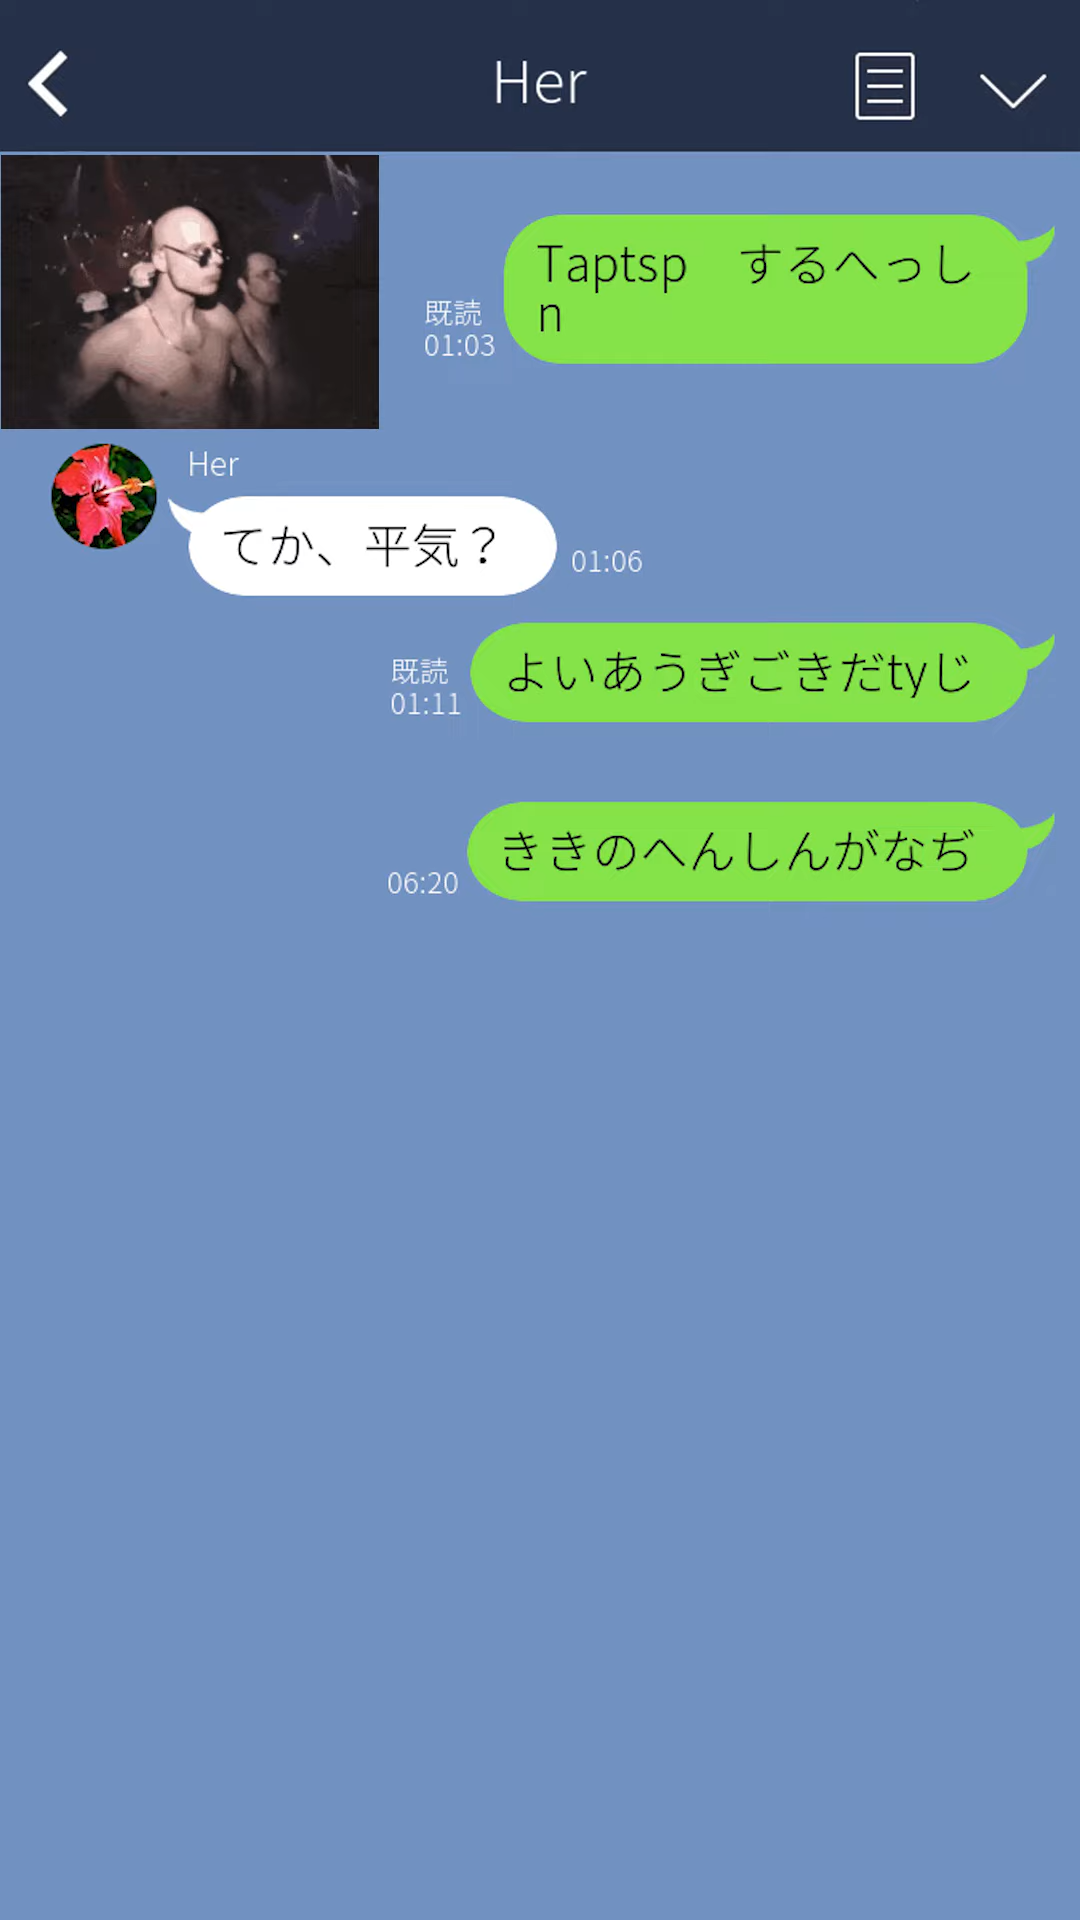 Her
Taptsp　するへっし
n
既読
01:03
Her
てか、平気？
01:06
よいあうぎごきだtyじ
既読
01:11
ききのへんしんがなぢ
06:20